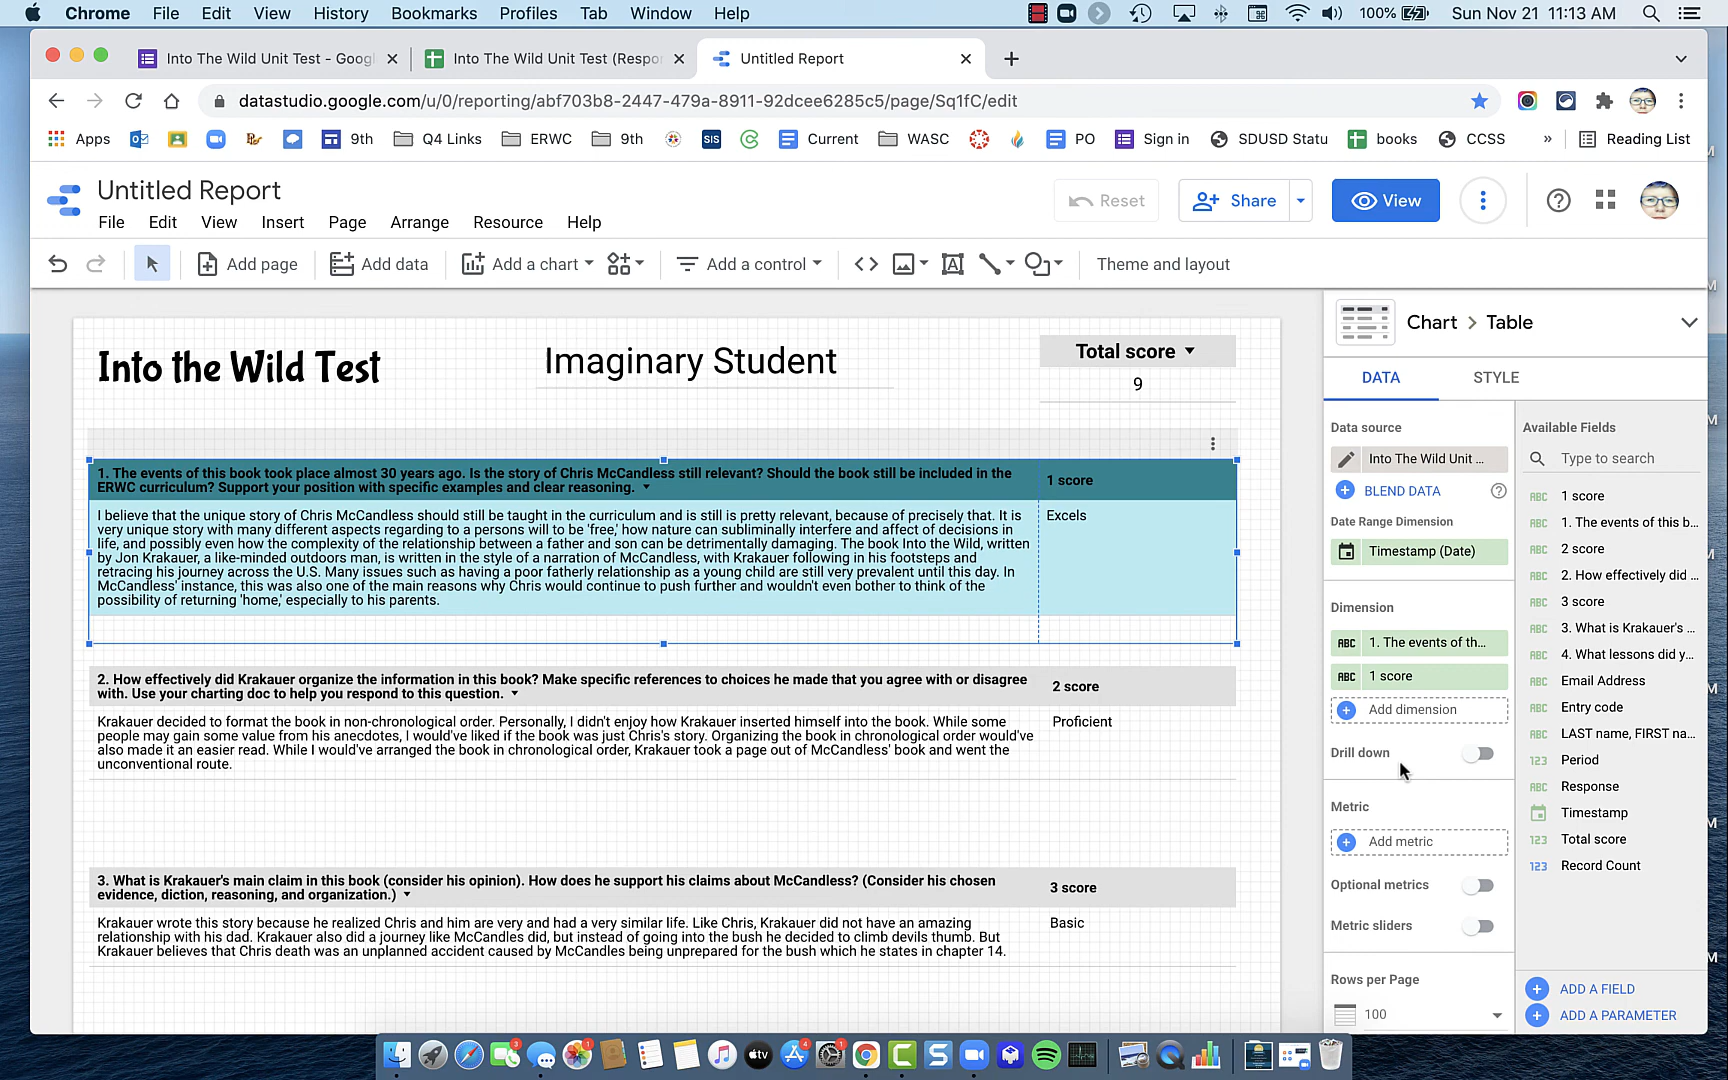 Chrome File Edit View History Bookmarks Profiles Tab Window Help 100% Sun Nov 21 11:13 AM
Into The Wild Unit Test - Goog Into The Wild Unit Test (Respo Untitled Report
datastudio.google.com/u/0/reporting/abf703b8-2447-479a-8911-92dcee6285c5/page/Sq1fC/edit
Apps 9th Q4 Links ERWC 9th SIS Current WASC PO Sign in SDUSD Statu books CCSS » Reading List
Untitled Report
Reset Share View
File Edit View Insert Page Arrange Resource Help
Add page Add data Add a chart Add a control Theme and layout
Into the Wild Test
Imaginary Student
Total score
9
1. The events of this book took place almost 30 years ago. Is the story of Chris McCandless still relevant? Should the book still be included in the
ERWC curriculum? Support your position with specific examples and clear reasoning.
1 score
I believe that the unique story of Chris McCandless should still be taught in the curriculum and is still is pretty relevant, because of precisely that. It is
very unique story with many different aspects regarding to a persons will to be 'free,' how nature can subliminally interfere and affect of decisions in
life, and possibly even how the complexity of the relationship between a father and son can be detrimentally damaging. The book Into the Wild, written
by Jon Krakauer, a like-minded outdoors man, is written in the style of a narration of McCandless, with Krakauer following in his footsteps and
retracing his journey across the U.S. Many issues such as having a poor fatherly relationship as a young child are still very prevalent until this day. In
McCandless' instance, this was also one of the main reasons why Chris would continue to push further and wouldn't even bother to think of the
possibility of returning 'home,' especially to his parents.
Excels
2. How effectively did Krakauer organize the information in this book? Make specific references to choices he made that you agree with or disagree
with. Use your charting doc to help you respond to this question.
2 score
Krakauer decided to format the book in non-chronological order. Personally, I didn't enjoy how Krakauer inserted himself into the book. While some
people may gain some value from his anecdotes, I would've liked if the book was just Chris's story. Organizing the book in chronological order would've
also made it an easier read. While I would've arranged the book in chronological order, Krakauer took a page out of McCandless' book and went the
unconventional route.
Proficient
3. What is Krakauer's main claim in this book (consider his opinion). How does he support his claims about McCandless? (Consider his chosen
evidence, diction, reasoning, and organization.)
3 score
Krakauer wrote this story because he realized Chris and him are very and had a very similar life. Like Chris, Krakauer did not have an amazing
relationship with his dad. Krakauer also did a journey like McCandles did, but instead of going into the bush he decided to climb devils thumb. But
Krakauer believes that Chris death was an unplanned accident caused by McCandles being unprepared for the bush which he states in chapter 14.
Basic
Chart > Table
DATA STYLE
Data source
Into The Wild Unit ...
BLEND DATA
Date Range Dimension
Timestamp (Date)
Dimension
ABC 1. The events of th...
ABC 1 score
Add dimension
Drill down
Metric
Add metric
Optional metrics
Metric sliders
Rows per Page
100
Available Fields
Type to search
ABC 1 score
ABC 1. The events of this b...
ABC 2 score
ABC 2. How effectively did ...
ABC 3 score
ABC 3. What is Krakauer's ...
ABC 4. What lessons did y...
ABC Email Address
ABC Entry code
ABC LAST name, FIRST na...
123 Period
ABC Response
Timestamp
123 Total score
123 Record Count
ADD A FIELD
ADD A PARAMETER
3 1 4 1
tv